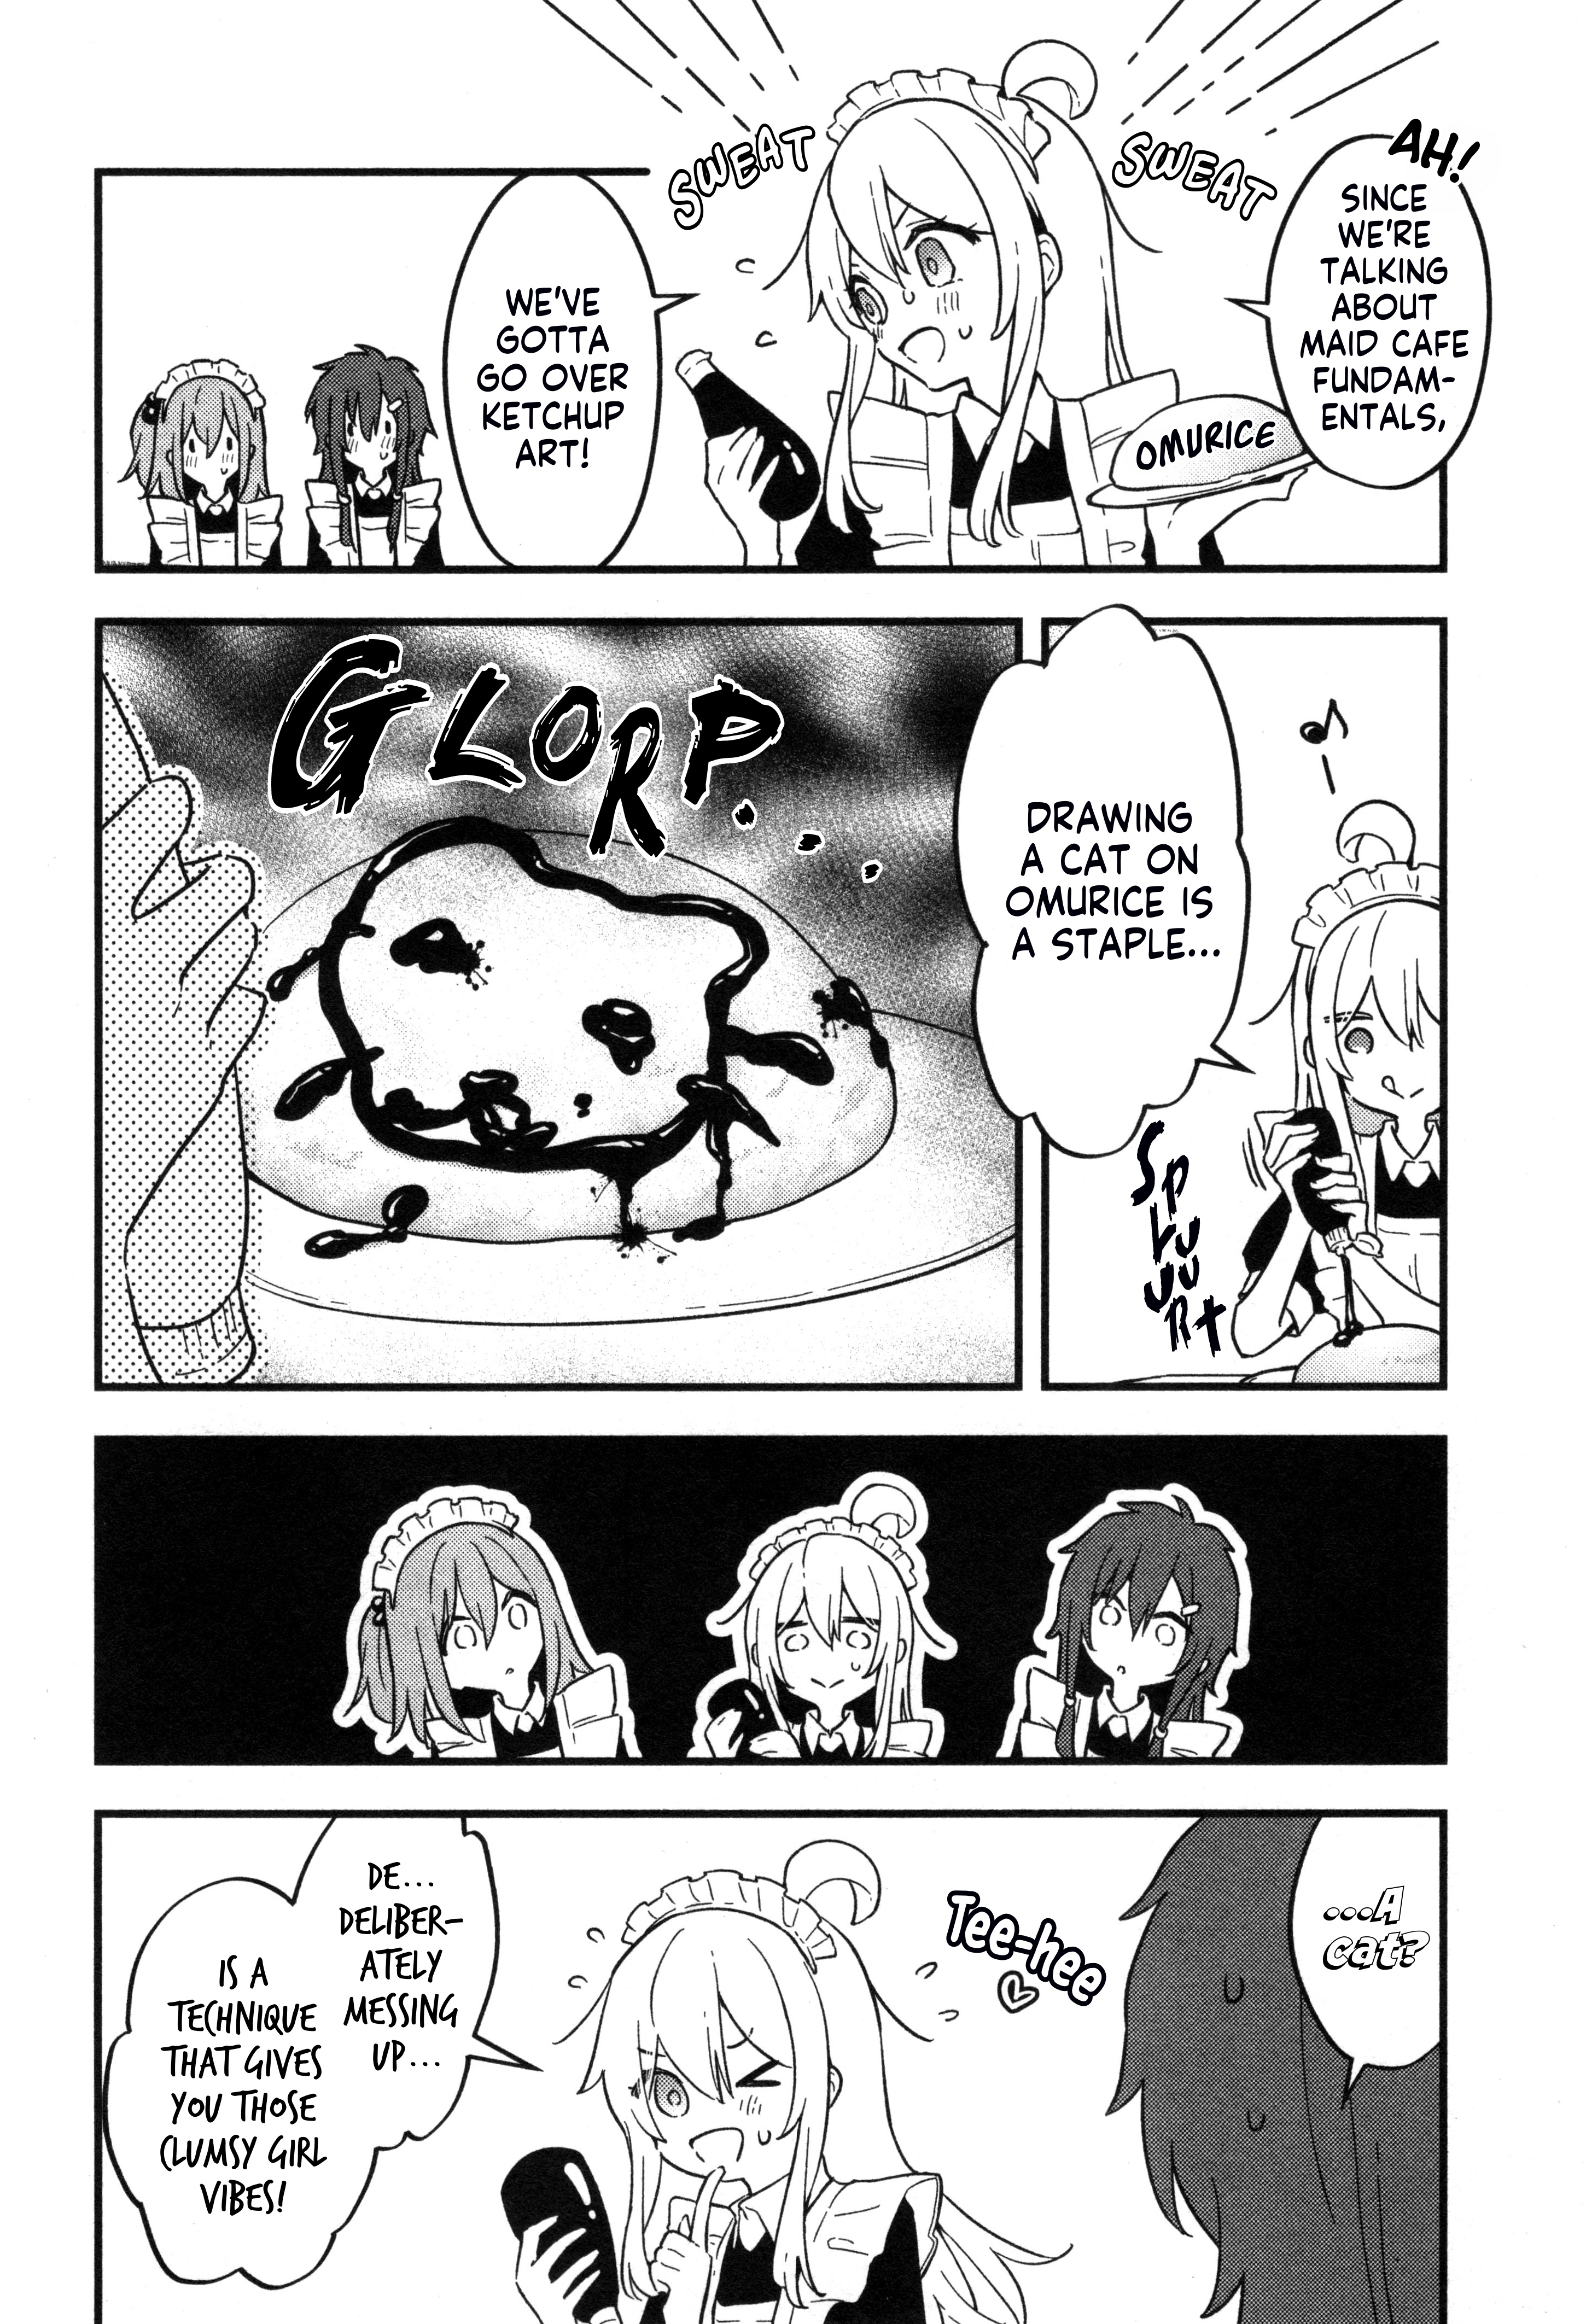 AH!
SINCE
WE'RE
TALKING
ABOUT
MAID CAFE
FUNDAM-
ENTALS,
SWEAT
SWEAT
OMURICE
WE'VE
GOTTA
GO OVER
KETCHUP
ART!
DRAWING
A CAT ON
OMURICE IS
A STAPLE...
SPLUUURT
GLORP...
...A
cat?
Tee-hee
DE...
DELIBER-
ATELY
MESSING
UP...
IS A
TECHNIQUE
THAT GIVES
YOU THOSE
CLUMSY GIRL
VIBES!